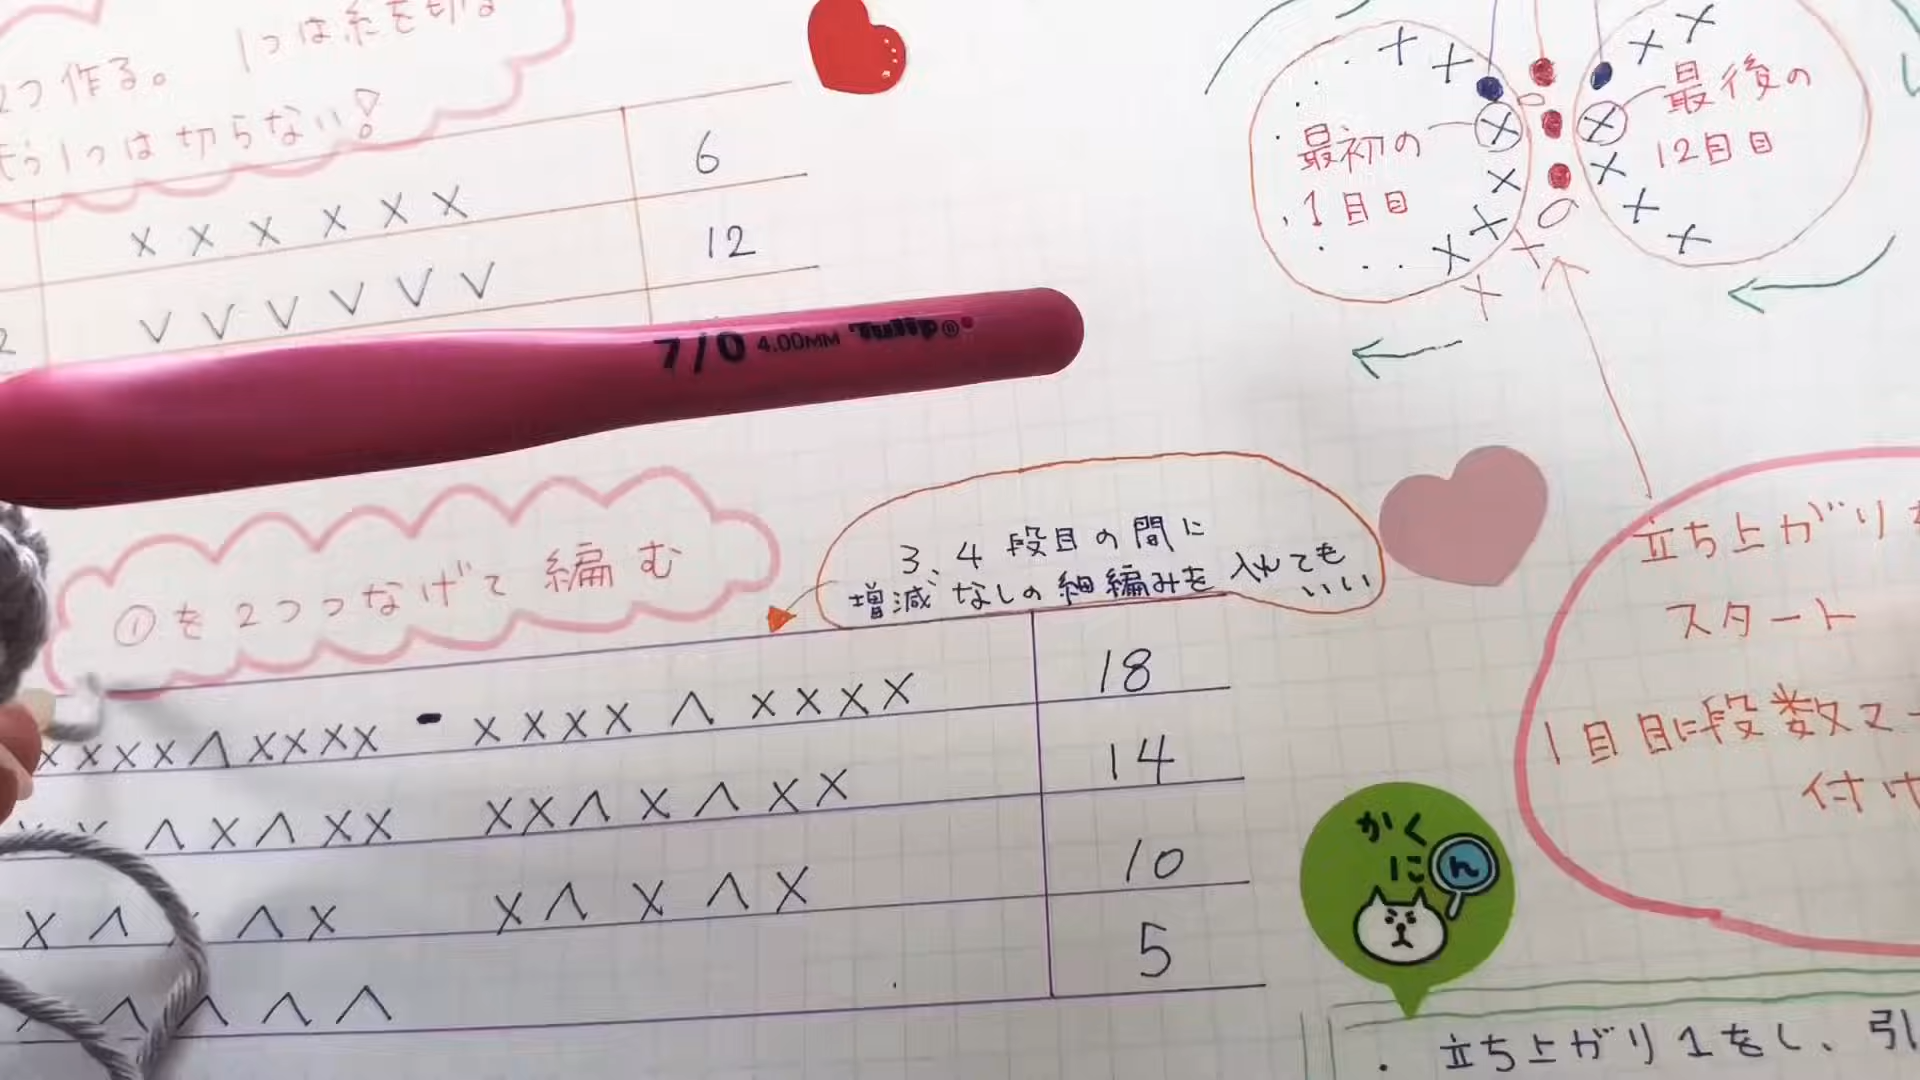 2つ作る。 1つは糸を切る
もう1つは切らない!
x x x x x x 6
V V V V V V 12
2
7/0 4.00MM
最初の
1目目
最後の
12目目
①を2つつなげて編む
3、4段目の間に
増減なしの細編みを入れても
いい
x x x x ʌ x x x x - x x x x ʌ x x x x 18
x x ʌ x ʌ x x x x ʌ x ʌ x x 14
x ʌ x ʌ x x ʌ x ʌ x 10
ʌ ʌ ʌ ʌ ʌ 5
立ち上がり
スタート
1目目に段数マー
付け
かく
にん
・ 立ち上がり1をし、引